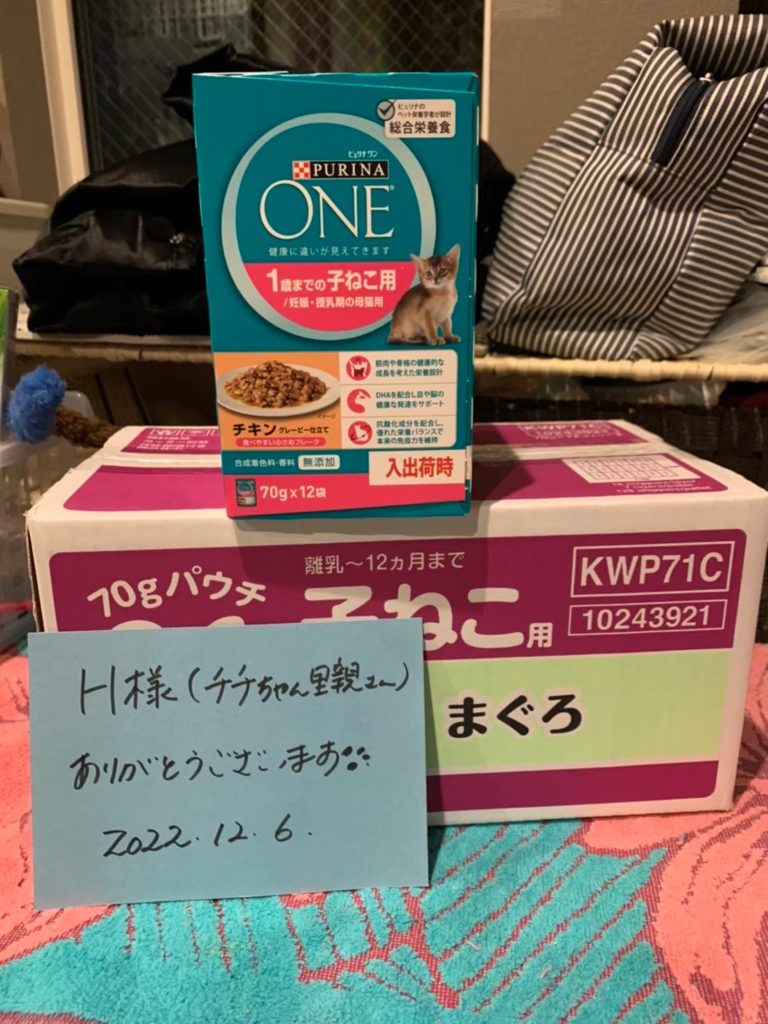 ピュリナの
ペット栄養学者が設計
総合栄養食
ピュリナ ワン
PURINA
ONE®
健康に違いが見えてきます
1歳までの子ねこ用
/妊娠・授乳期の母猫用
筋肉や骨格の健康的な
成長を考えた栄養設計
DHAを配合し目や脳の
健康な発達をサポート
抗酸化成分を配合し、
優れた栄養バランスで
本来の免疫力を維持
イメージ
チキン グレービー仕立て
食べやすい小さめフレーク
合成着色料・香料 無添加
70g×12袋
入出荷時
KWP71C
離乳〜12ヵ月まで
70gパウチ
子ねこ用
KWP71C
10243921
まぐろ
H様(チチちゃん里親さん)
ありがとうございます
2022.12.6.